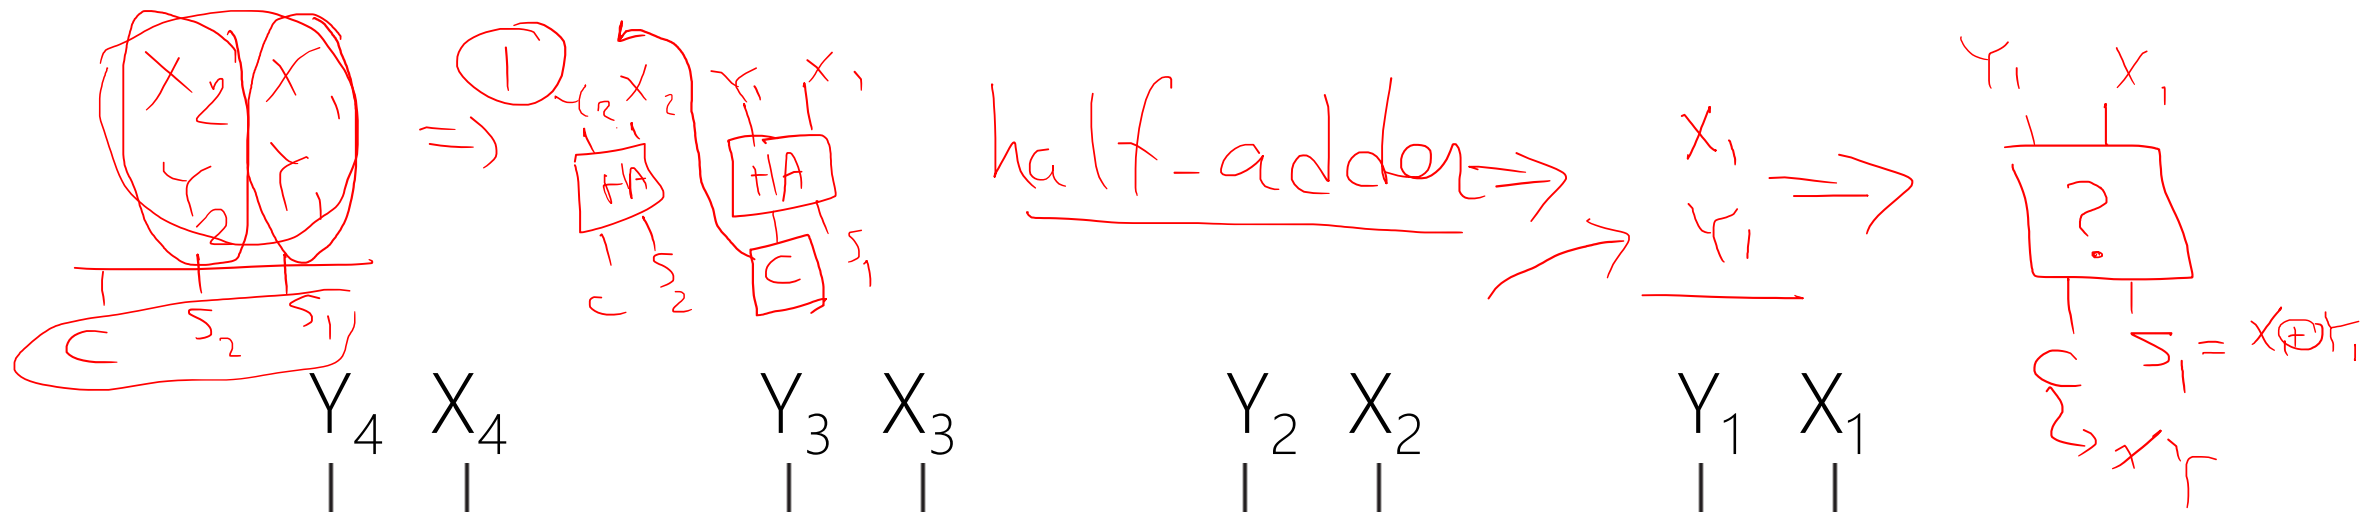 X2 X1
Y2 Y1
C S2 S1
⇒ 1
Y2 X2 Y1 X1
HA HA
C S2 C S1
half-adder ⇒
X1
Y1
⇒
Y1 X1
?
C S1 = X1⊕Y1
XY
Y4 X4 Y3 X3 Y2 X2 Y1 X1